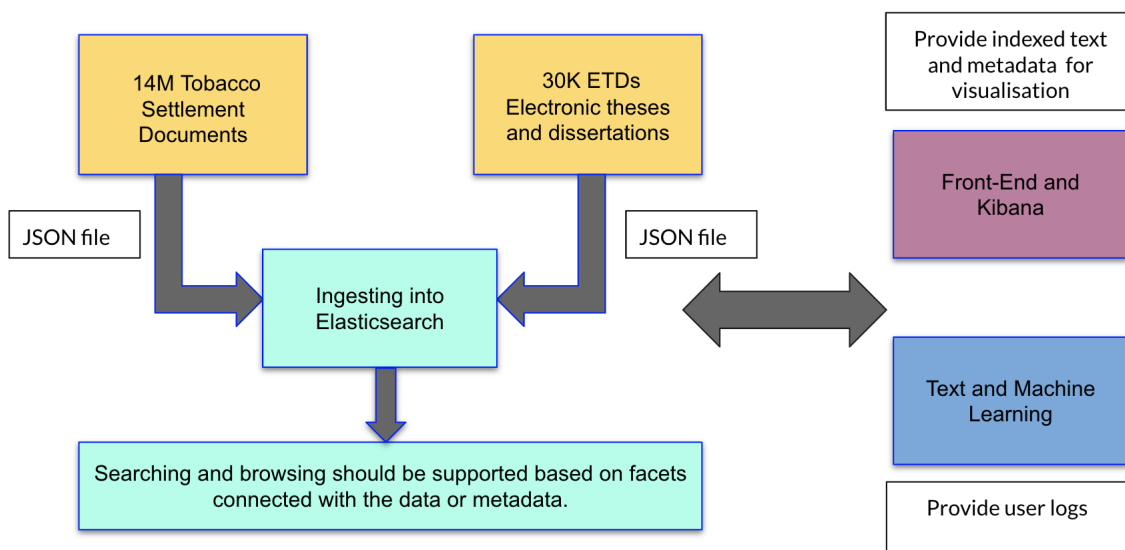 14M Tobacco
Settlement
Documents
30K ETDs
Electronic theses
and dissertations
Provide indexed text
and metadata for
visualisation
Front-End and
Kibana
JSON file
JSON file
Ingesting into
Elasticsearch
Text and Machine
Learning
Searching and browsing should be supported based on facets
connected with the data or metadata.
Provide user logs